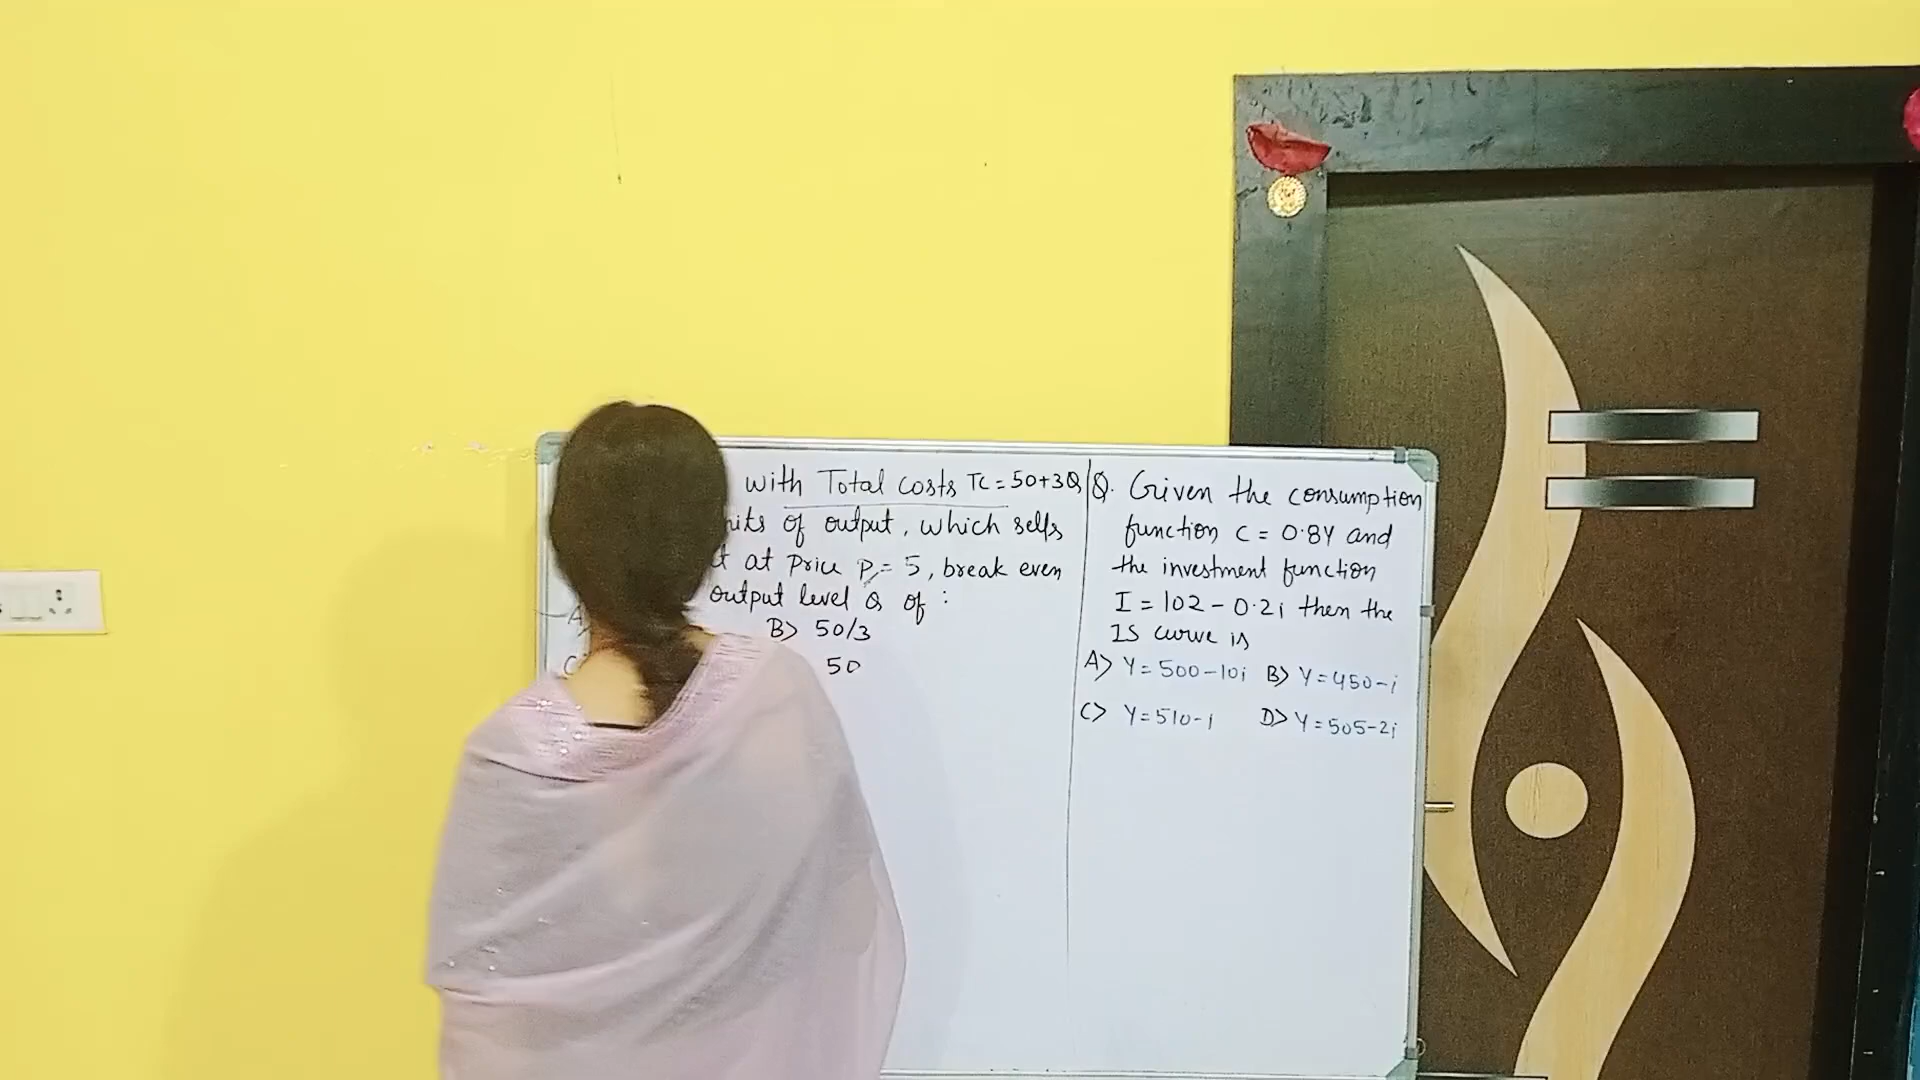 with Total costs TC = 50+3Q
of output, which sells
at Price P = 5, break even
output level Q of :
A
B> 50/3
C
50
Q. Given the consumption
function C = 0.8Y and
the investment function
I = 102 - 0.2i then the
IS curve is
A> Y = 500-10i B> Y = 450-i
C> Y = 510-i D> Y = 505-2i